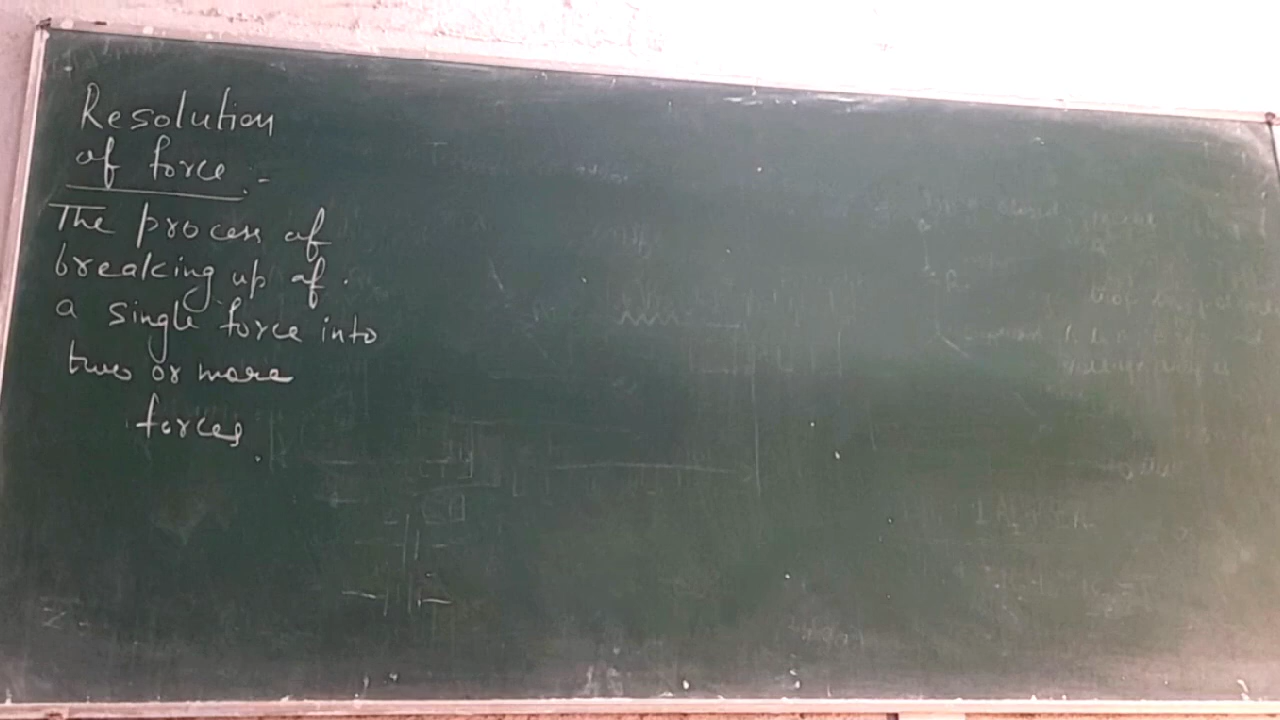 Resolution
of force :-
The process of
breaking up of
a single force into
two or more
forces.